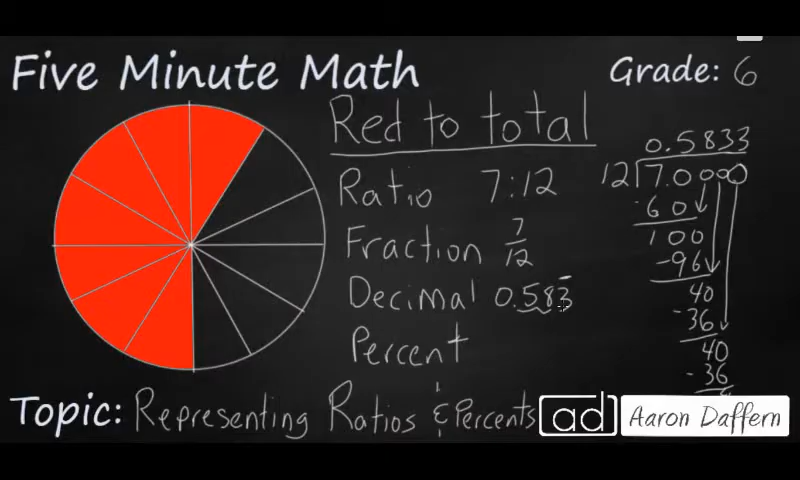 Five Minute Math
Grade: 6
Red to total
Ratio 7:12
Fraction 7/12
Decimal 0.583̅
Percent
0.5833
12 7.0000
-60
100
-96
40
-36
40
-36
Topic: Representing Ratios & Percents
ad
Aaron Daffern